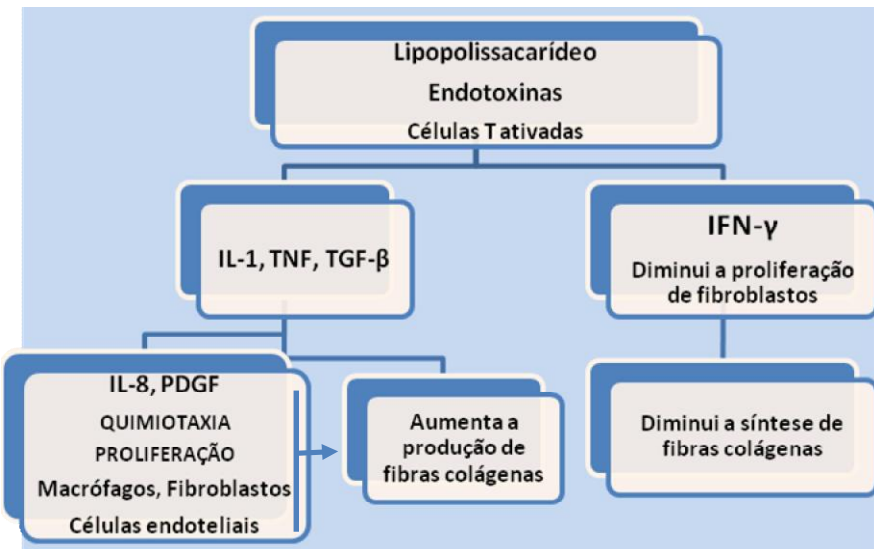 Lipopolissacarídeo
Endotoxinas
Células T ativadas
IL-1, TNF, TGF-β
IFN-γ
Diminui a proliferação
de fibroblastos
IL-8, PDGF
QUIMIOTAXIA
PROLIFERAÇÃO
Macrófagos, Fibroblastos
Células endoteliais
Aumenta a
produção de
fibras colágenas
Diminui a síntese de
fibras colágenas